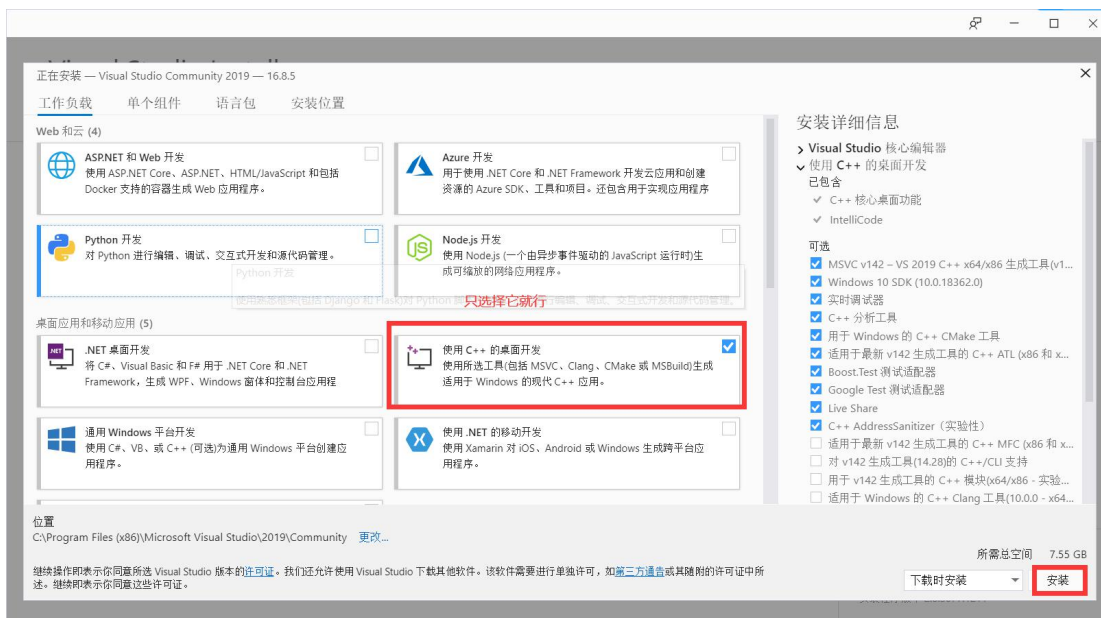 正在安装 — Visual Studio Community 2019 — 16.8.5
工作负载 单个组件 语言包 安装位置
Web 和云 (4)
ASP.NET 和 Web 开发
使用 ASP.NET Core、ASP.NET、HTML/JavaScript 和包括
Docker 支持的容器生成 Web 应用程序。
Azure 开发
用于使用 .NET Core 和 .NET Framework 开发云应用和创建
资源的 Azure SDK、工具和项目。还包含用于实现应用程序
Python 开发
对 Python 进行编辑、调试、交互式开发和源代码管理。
Node.js 开发
使用 Node.js (一个由异步事件驱动的 JavaScript 运行时)生
成可缩放的网络应用程序。
Python 开发
只选择它就行
桌面应用和移动应用 (5)
.NET 桌面开发
将 C#、Visual Basic 和 F# 用于 .NET Core 和 .NET
Framework，生成 WPF、Windows 窗体和控制台应用程
使用 C++ 的桌面开发
使用所选工具(包括 MSVC、Clang、CMake 或 MSBuild)生成
适用于 Windows 的现代 C++ 应用。
通用 Windows 平台开发
使用 C#、VB、或 C++ (可选)为通用 Windows 平台创建应
用程序。
使用 .NET 的移动开发
使用 Xamarin 对 iOS、Android 或 Windows 生成跨平台应
用程序。
安装详细信息
Visual Studio 核心编辑器
使用 C++ 的桌面开发
已包含
C++ 核心桌面功能
IntelliCode
可选
MSVC v142 – VS 2019 C++ x64/x86 生成工具(v1...
Windows 10 SDK (10.0.18362.0)
实时调试器
C++ 分析工具
用于 Windows 的 C++ CMake 工具
适用于最新 v142 生成工具的 C++ ATL (x86 和 x...
Boost.Test 测试适配器
Google Test 测试适配器
Live Share
C++ AddressSanitizer（实验性）
适用于最新 v142 生成工具的 C++ MFC (x86 和 x...
对 v142 生成工具(14.28)的 C++/CLI 支持
用于 v142 生成工具的 C++ 模块(x64/x86 - 实验...
适用于 Windows 的 C++ Clang 工具(10.0.0 - x64...
位置
C:\Program Files (x86)\Microsoft Visual Studio\2019\Community 更改...
继续操作即表示你同意所选 Visual Studio 版本的许可证。我们还允许使用 Visual Studio 下载其他软件。该软件需要进行单独许可，如第三方通告或其随附的许可证中所
述。继续即表示你同意这些许可证。
所需总空间 7.55 GB
下载时安装 安装